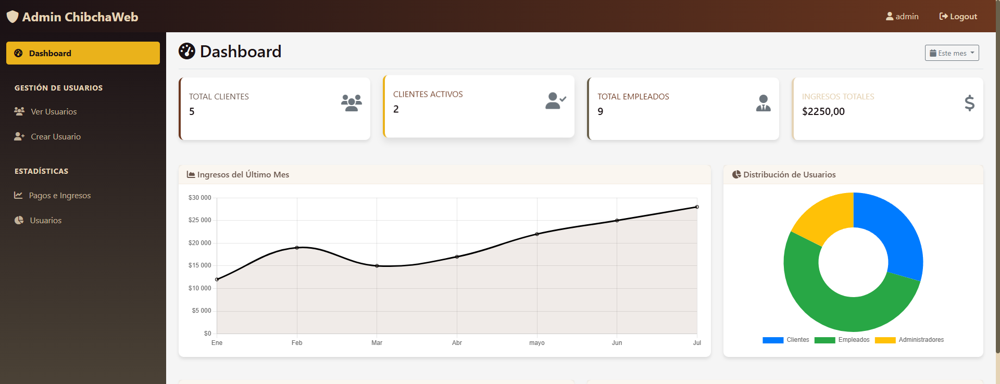 Admin ChibchaWeb
admin
Logout
Dashboard
GESTIÓN DE USUARIOS
Ver Usuarios
Crear Usuario
ESTADÍSTICAS
Pagos e Ingresos
Usuarios
Dashboard
Este mes
TOTAL CLIENTES
5
CLIENTES ACTIVOS
2
TOTAL EMPLEADOS
9
INGRESOS TOTALES
$2250,00
Ingresos del Último Mes
$30 000
$25 000
$20 000
$15 000
$10 000
$5 000
$0
Ene Feb Mar Abr mayo Jun Jul
Distribución de Usuarios
Clientes Empleados Administradores